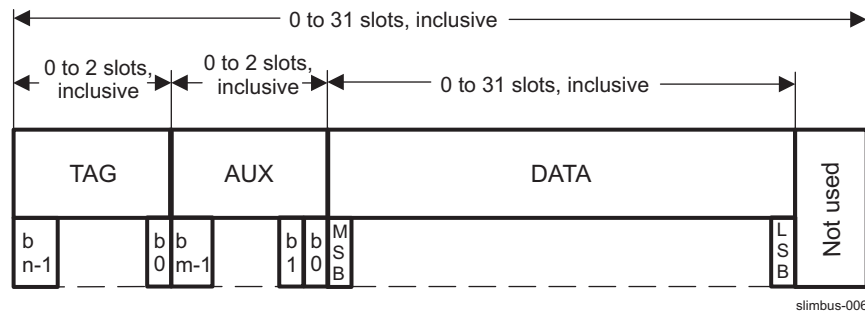 0 to 31 slots, inclusive
0 to 2 slots,
inclusive
0 to 2 slots,
inclusive
0 to 31 slots, inclusive
TAG
AUX
DATA
Not used
b
n-1
b
0
b
m-1
b
1
b
0
M
S
B
L
S
B
slimbus-006